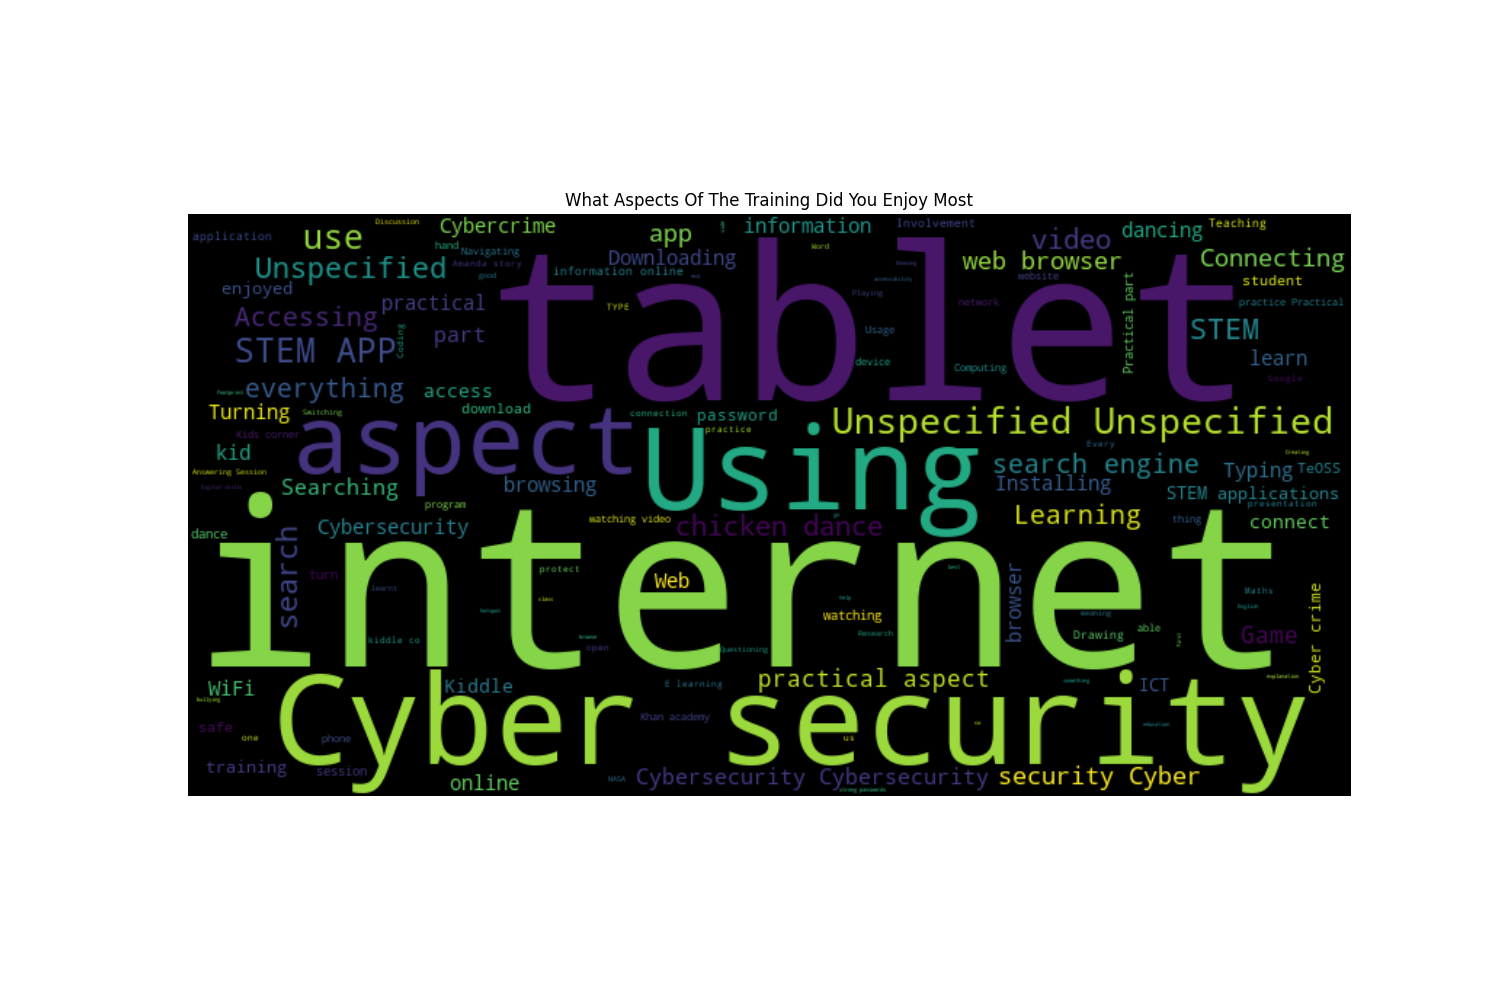 What Aspects Of The Training Did You Enjoy Most
application
use
Discussion
Cybercrime
app
information
Involvement
video
dancing
Teaching
hand
Navigating
Word
Unspecified
Amanda story
good
Downloading
information online
web browser
website
Connecting
enjoyed
practical
TYPE
Playing
network
student
practice Practical
Accessing
part
tablet
Usage
Practical part
STEM
STEM APP
Coding
device
Computing
learn
Google
everything
access
Turning
Switching
download
connection
password
practice
Unspecified Unspecified
Kids corner
aspect
Using
Every
kid
Answering Session
search engine
Typing
TeOSS
Searching
browsing
Installing
STEM applications
presentation
program
dance
Cybersecurity
watching video
chicken dance
Learning
thing
connect
search
internet
protect
turn
learnt
Web
class
browser
watching
Maths
English
Cyber crime
kiddle co
open
Questioning
Research
Drawing
able
Game
WiFi
Kiddle
E learning
practical aspect
something
ICT
explanation
bullying
safe
one
phone
Cyber security
Khan academy
us
education
training
session
online
NASA
Cybersecurity Cybersecurity
security Cyber
strong passwords